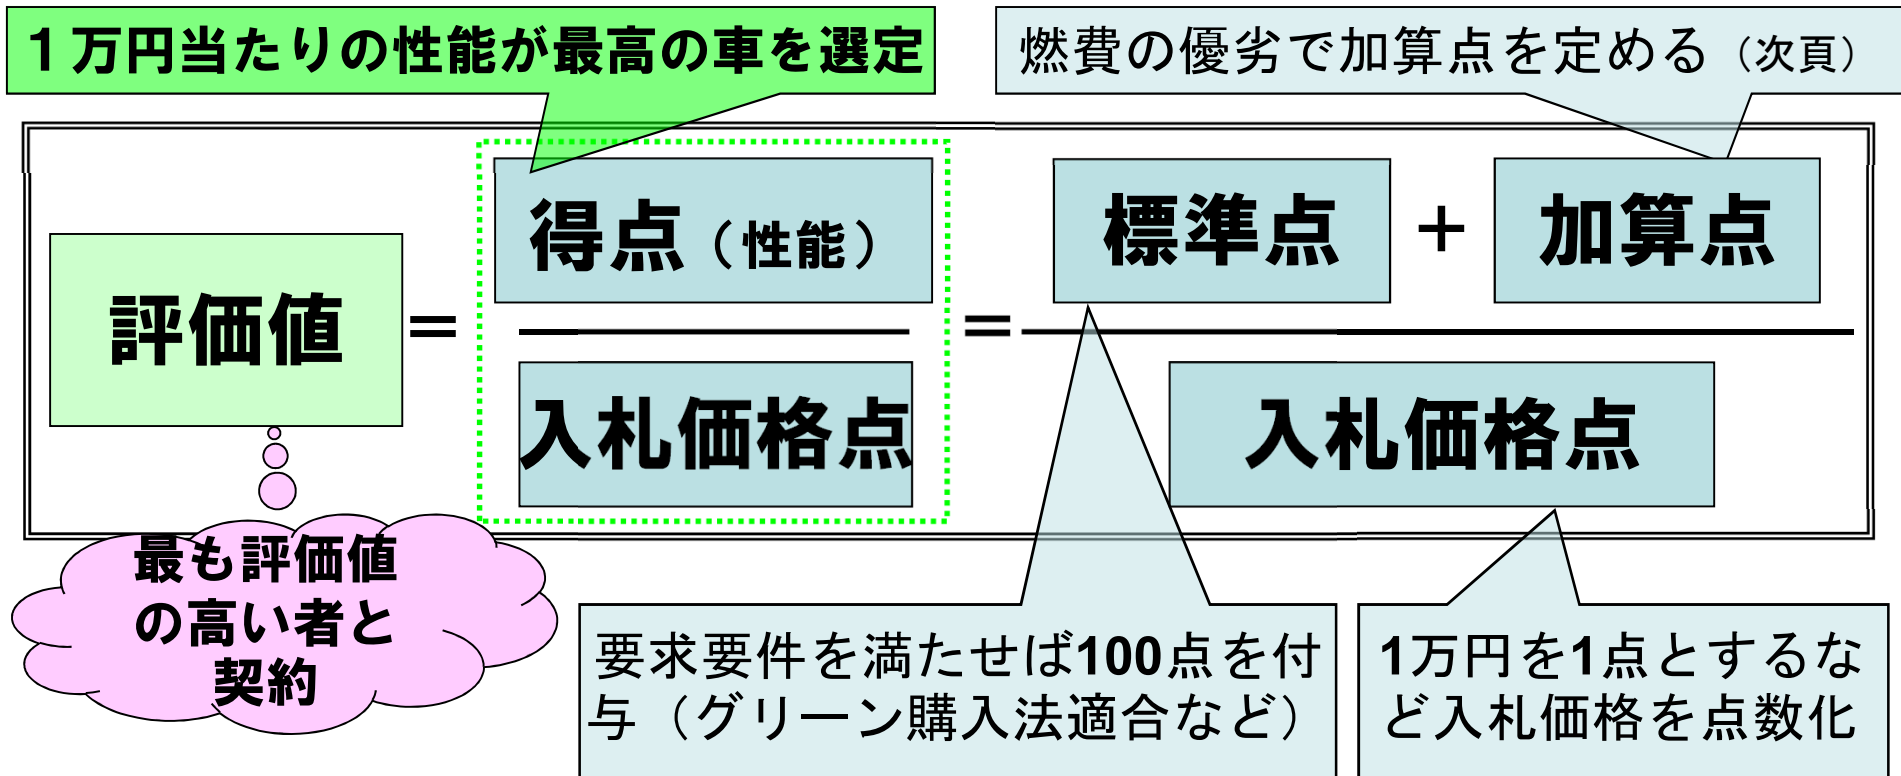 １万円当たりの性能が最高の車を選定
燃費の優劣で加算点を定める（次頁）
評価値
=
得点（性能）
入札価格点
=
標準点
+
加算点
入札価格点
最も評価値
の高い者と
契約
要求要件を満たせば100点を付
与（グリーン購入法適合など）
1万円を1点とするな
ど入札価格を点数化